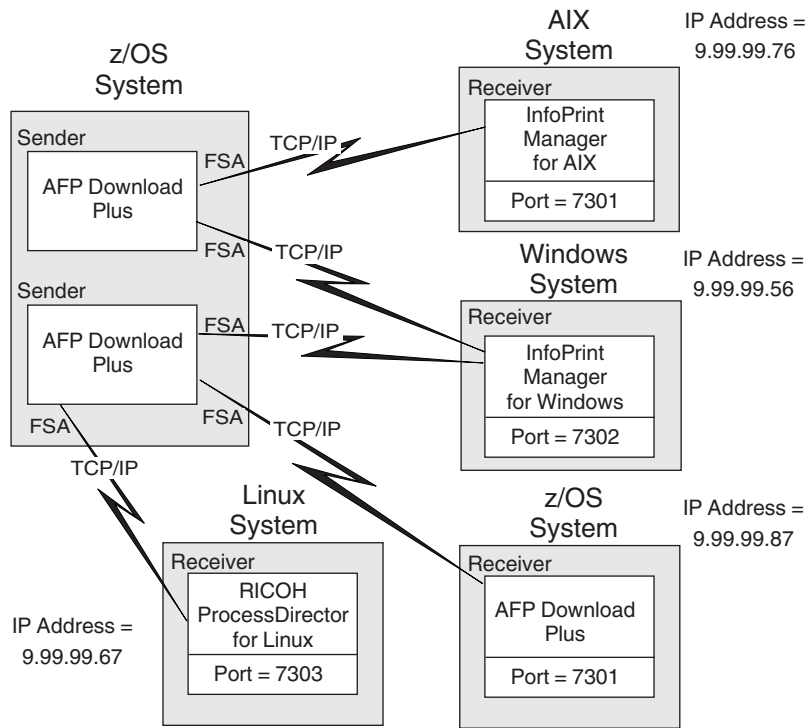 z/OS
System
Sender
AFP Download
Plus
FSA
FSA
Sender
AFP Download
Plus
FSA
FSA
FSA
TCP/IP
TCP/IP
TCP/IP
TCP/IP
TCP/IP
AIX
System
IP Address =
9.99.99.76
Receiver
InfoPrint
Manager
for AIX
Port = 7301
Windows
System
IP Address =
9.99.99.56
Receiver
InfoPrint
Manager
for Windows
Port = 7302
Linux
System
Receiver
RICOH
ProcessDirector
for Linux
Port = 7303
IP Address =
9.99.99.67
z/OS
System
IP Address =
9.99.99.87
Receiver
AFP Download
Plus
Port = 7301